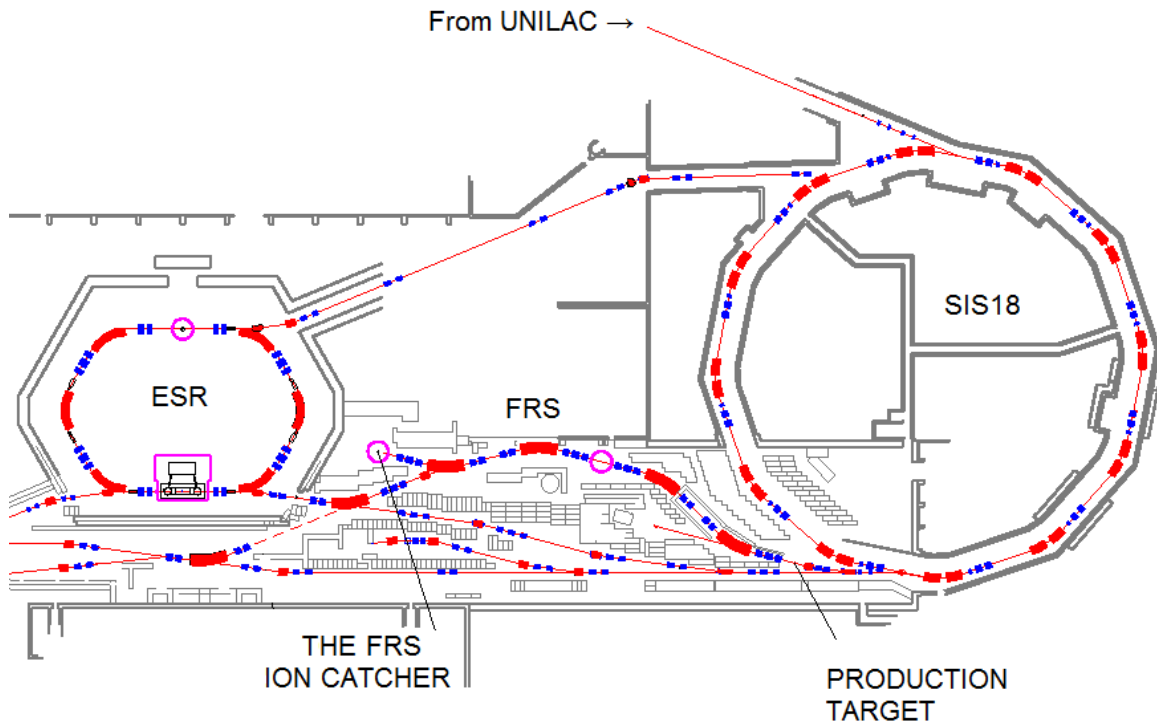 From UNILAC →
SIS18
ESR
FRS
THE FRS
ION CATCHER
PRODUCTION
TARGET